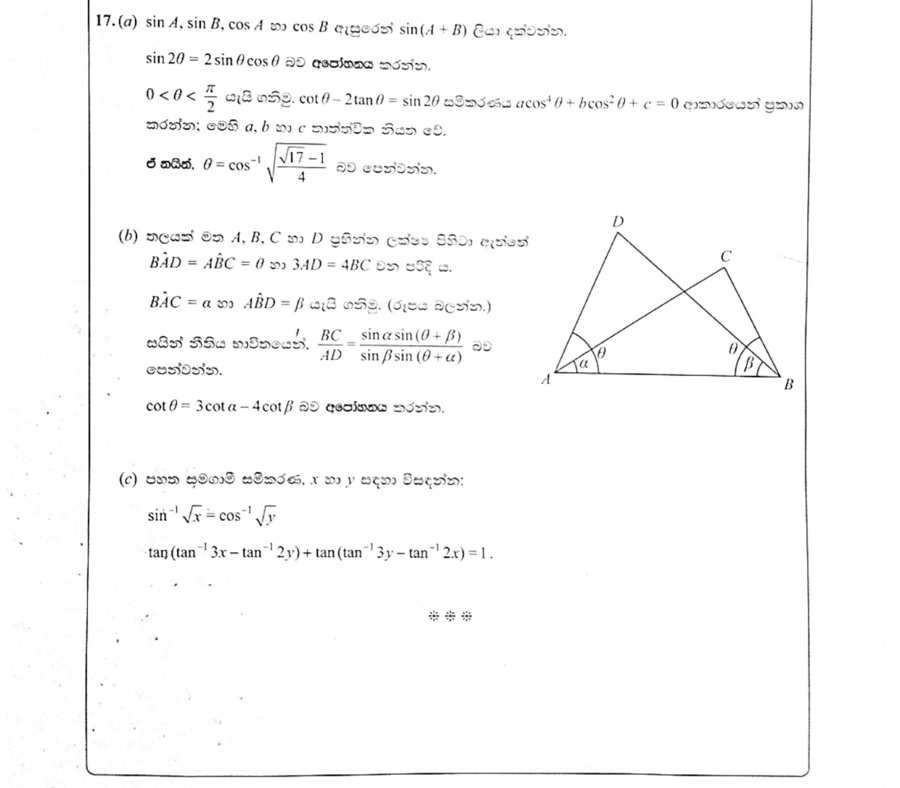 17. (a) sin A, sin B, cos A හා cos B ඇසුරෙන් sin (A + B) ලියා දක්වන්න.
sin 2θ = 2 sin θ cos θ බව අපෝහනය කරන්න.
0 < θ < π/2 යැයි ගනිමු. cot θ − 2 tan θ = sin 2θ සමීකරණය a cos⁴ θ + b cos² θ + c = 0 ආකාරයෙන් ප්‍රකාශ
කරන්න; මෙහි a, b හා c තාත්ත්වික නියත වේ.
ඒ නයින්, θ = cos⁻¹ √((√17 − 1)/4) බව පෙන්වන්න.
(b) තලයක් මත A, B, C හා D ප්‍රභින්න ලක්ෂ්‍ය පිහිටා ඇත්තේ
BÂD = AB̂C = θ හා 3AD = 4BC වන පරිදි ය.
BÂC = α හා AB̂D = β යැයි ගනිමු. (රූපය බලන්න.)
සයින් නීතිය භාවිතයෙන්, BC/AD = sin α sin (θ + β)/sin β sin (θ + α) බව
පෙන්වන්න.
cot θ = 3 cot α − 4 cot β බව අපෝහනය කරන්න.
D
C
θ
α
θ
β
A
B
(c) පහත සමගාමී සමීකරණ, x හා y සඳහා විසඳන්න:
sin⁻¹ √x = cos⁻¹ √y
tan (tan⁻¹ 3x − tan⁻¹ 2y) + tan (tan⁻¹ 3y − tan⁻¹ 2x) = 1 .